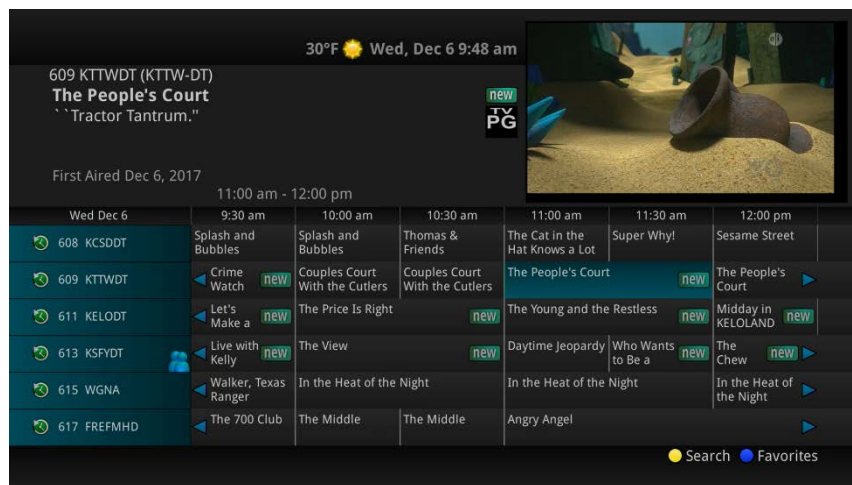 30°F Wed, Dec 6 9:48 am
609 KTTWDT (KTTW-DT)
The People's Court
new
``Tractor Tantrum.''
TV
PG
First Aired Dec 6, 2017
11:00 am - 12:00 pm
Wed Dec 6 9:30 am 10:00 am 10:30 am 11:00 am 11:30 am 12:00 pm
608 KCSDDT Splash and Bubbles Splash and Bubbles Thomas & Friends The Cat in the Hat Knows a Lot Super Why! Sesame Street
609 KTTWDT Crime Watch new Couples Court With the Cutlers Couples Court With the Cutlers The People's Court new The People's Court
611 KELODT Let's Make a new The Price Is Right new The Young and the Restless new Midday in KELOLAND new
613 KSFYDT Live with Kelly new The View new Daytime Jeopardy Who Wants to Be a new The Chew new
615 WGNA Walker, Texas Ranger In the Heat of the Night In the Heat of the Night In the Heat of the Night
617 FREFMHD The 700 Club The Middle The Middle Angry Angel
Search Favorites